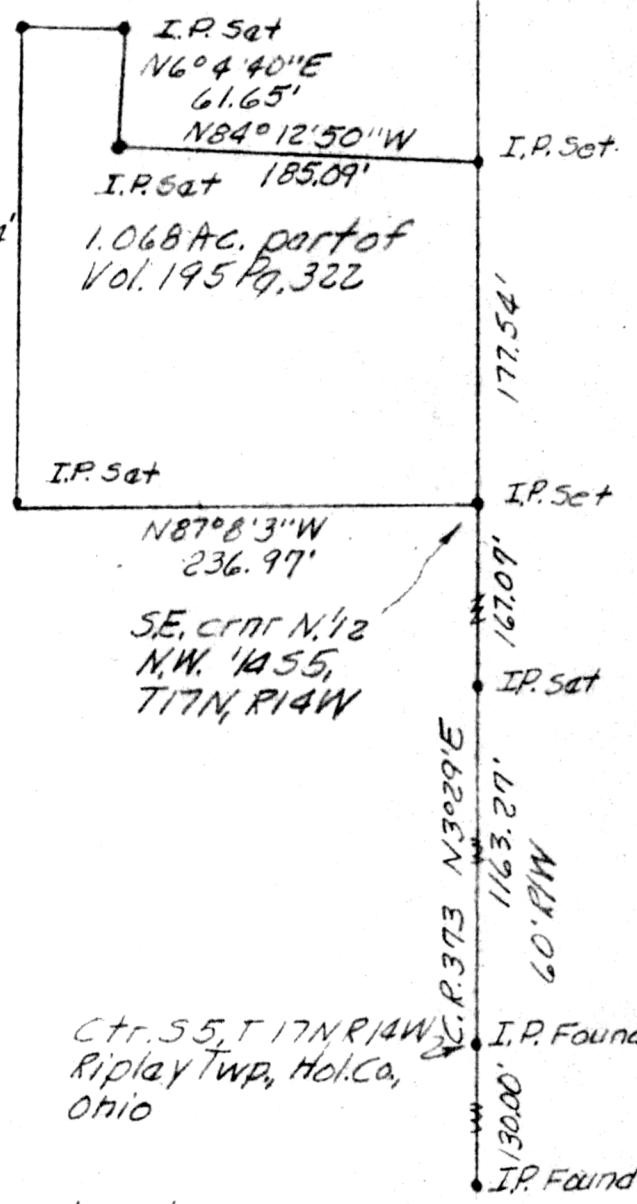 I.P. Set
N6°4'40"E
61.65'
N84°12'50"W
185.09'
I.P. Set
I.P. Set
1.068 AC. part of
Vol. 195 Pg. 322
177.54'
I.P. Set
I.P. Set
N87°8'3"W
236.97'
167.07'
S.E. crnr N.1/2
N.W. 1/4 S5,
T17N, R14W
I.P. Set
C.R.373 N3°29'E
1163.27'
60' R/W
Ctr. S5, T17N R14W
Ripley Twp., Hol. Co.,
Ohio
I.P. Found
130.00'
I.P. Found